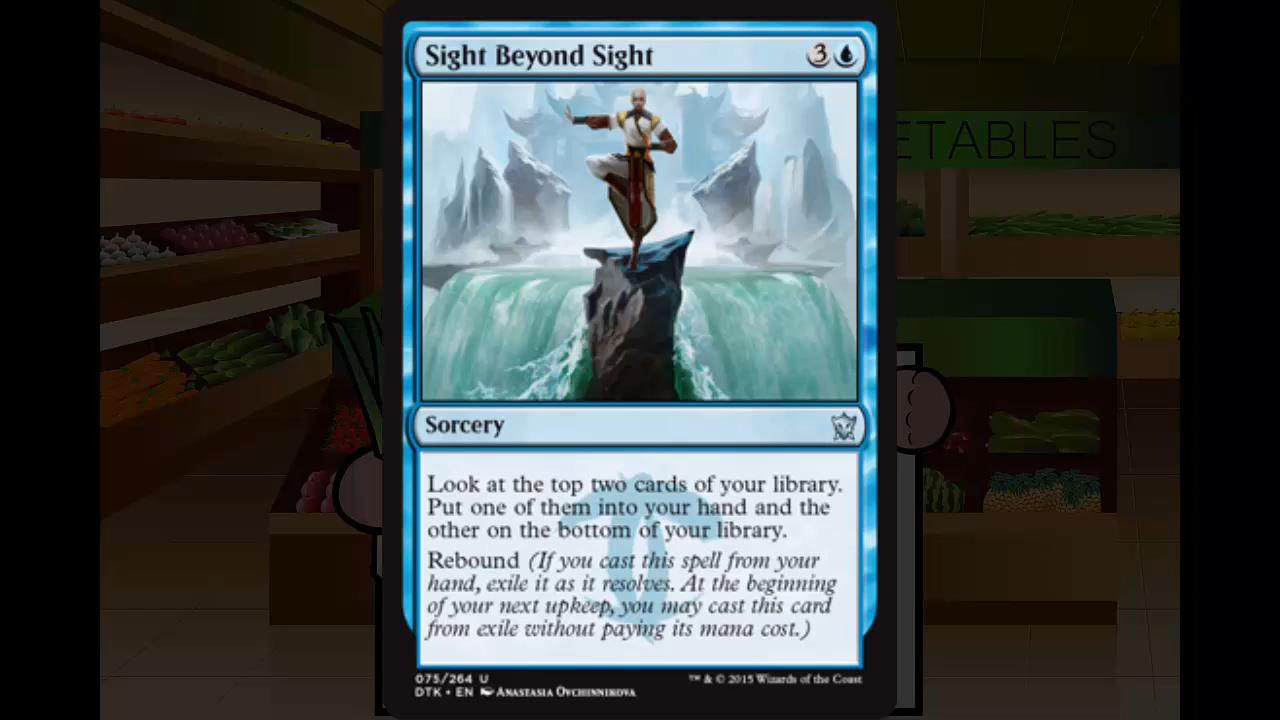 Sight Beyond Sight 3
ETABLES
Sorcery
Look at the top two cards of your library.
Put one of them into your hand and the
other on the bottom of your library.
Rebound (If you cast this spell from your
hand, exile it as it resolves. At the beginning
of your next upkeep, you may cast this card
from exile without paying its mana cost.)
075/264 U
DTK • EN ANASTASIA OVCHINNIKOVA
™ & © 2015 Wizards of the Coast